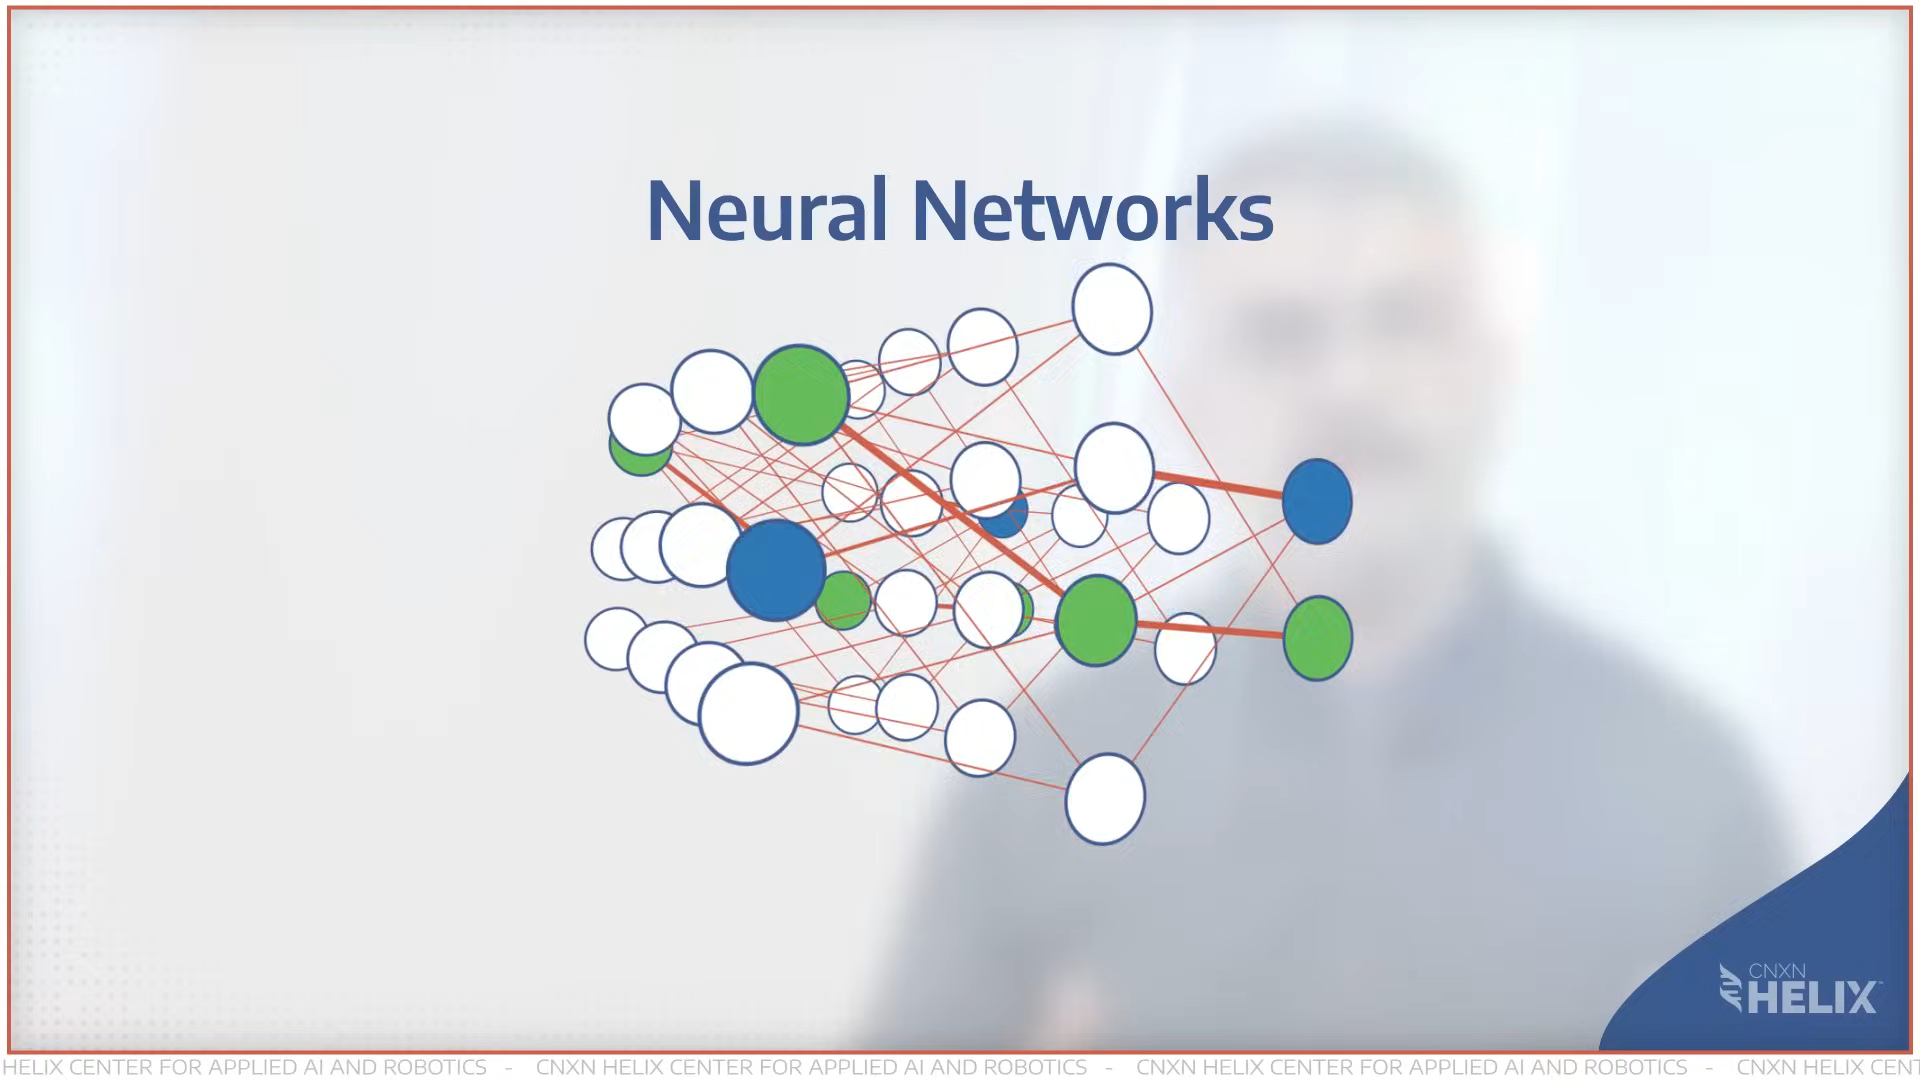 Neural Networks
CNXN
HELIX
HELIX CENTER FOR APPLIED AI AND ROBOTICS - CNXN HELIX CENTER FOR APPLIED AI AND ROBOTICS - CNXN HELIX CENTER FOR APPLIED AI AND ROBOTICS - CNXN HELIX CENT